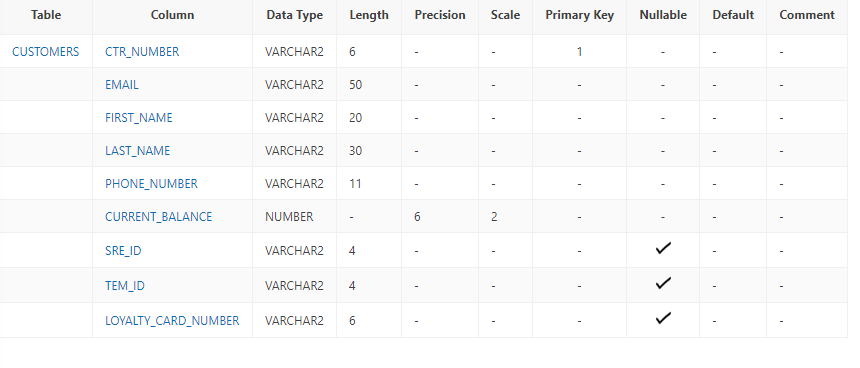 Table Column Data Type Length Precision Scale Primary Key Nullable Default Comment
CUSTOMERS CTR_NUMBER VARCHAR2 6 - - 1 - - -
EMAIL VARCHAR2 50 - - - - - -
FIRST_NAME VARCHAR2 20 - - - - - -
LAST_NAME VARCHAR2 30 - - - - - -
PHONE_NUMBER VARCHAR2 11 - - - - - -
CURRENT_BALANCE NUMBER - 6 2 - - - -
SRE_ID VARCHAR2 4 - - - ✓ - -
TEM_ID VARCHAR2 4 - - - ✓ - -
LOYALTY_CARD_NUMBER VARCHAR2 6 - - - ✓ - -